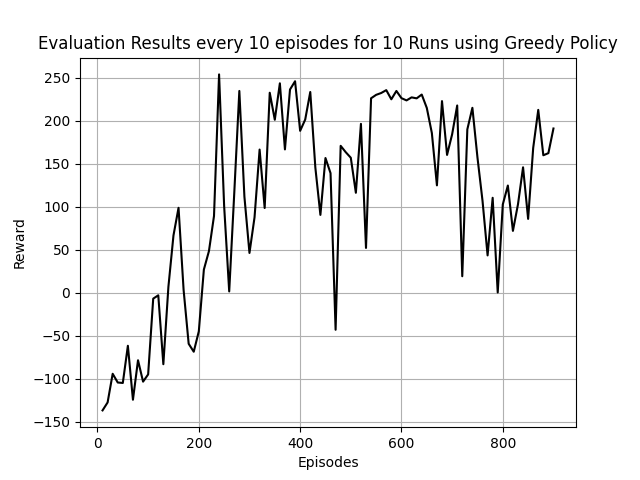 Evaluation Results every 10 episodes for 10 Runs using Greedy Policy
250
200
150
100
50
0
−50
−100
−150
Reward
0 200 400 600 800
Episodes